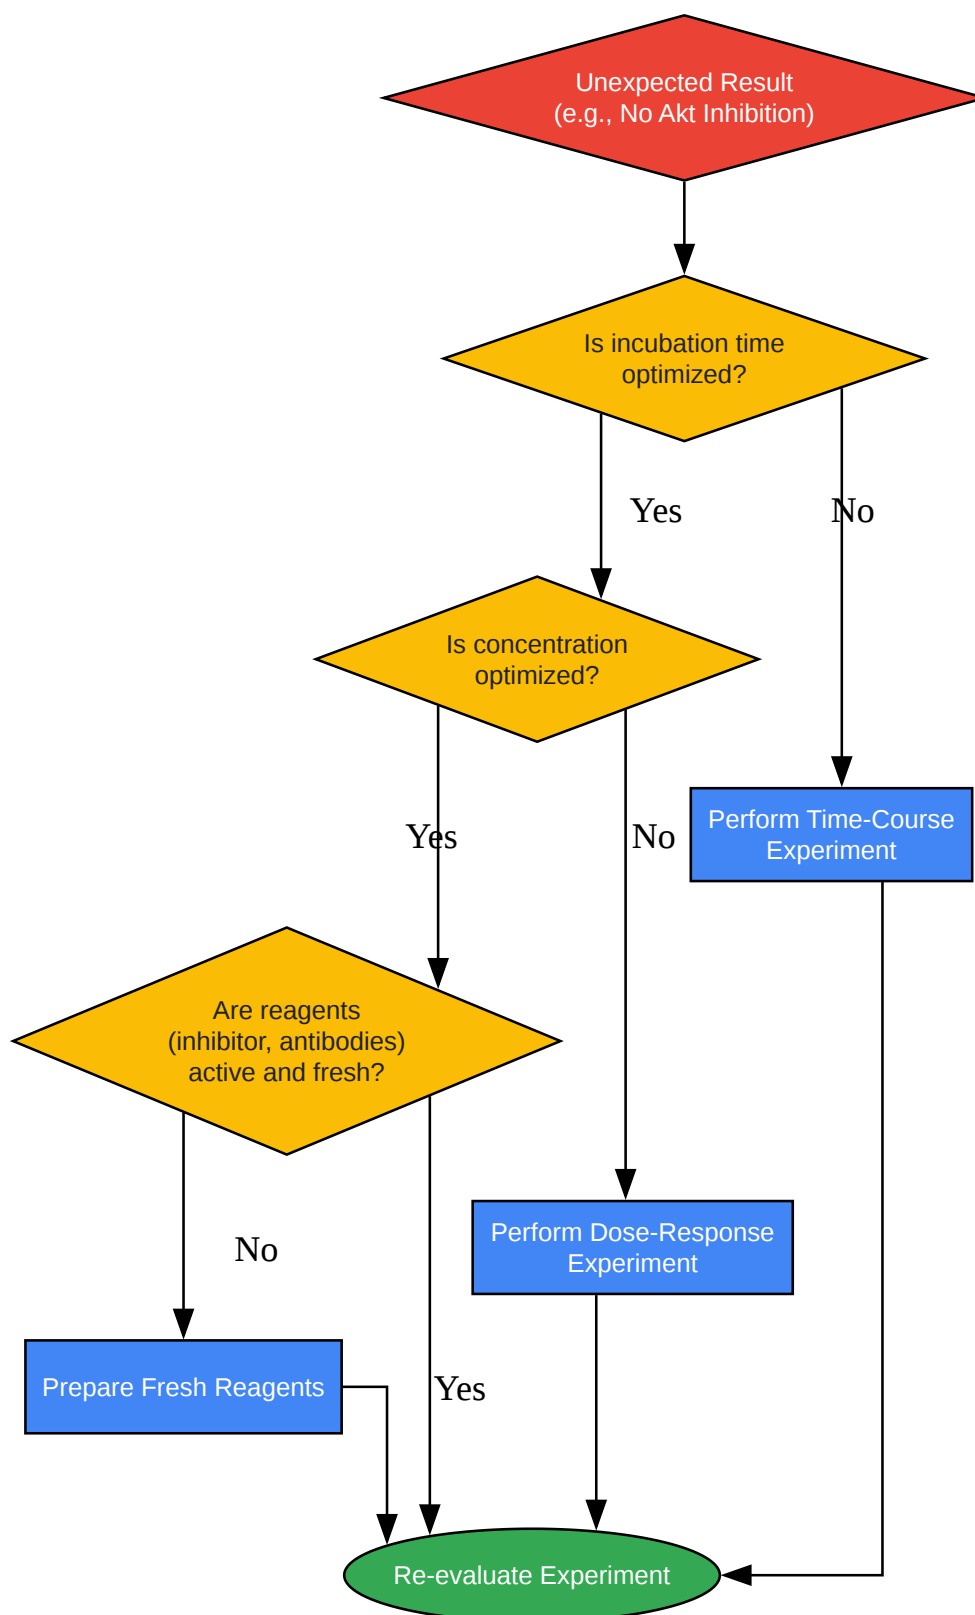 Unexpected Result
(e.g., No Akt Inhibition)
Is incubation time
optimized?
Yes
No
Is concentration
optimized?
Perform Time-Course
Experiment
Yes
No
Are reagents
(inhibitor, antibodies)
active and fresh?
Perform Dose-Response
Experiment
No
Prepare Fresh Reagents
Yes
Re-evaluate Experiment